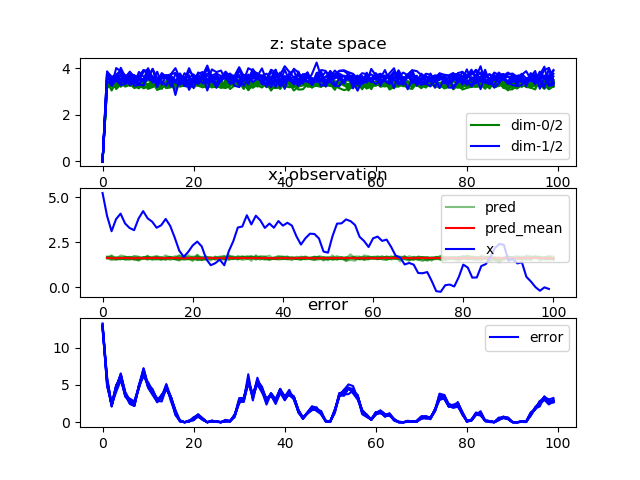 z: state space
4
2
0
dim-0/2
dim-1/2
0 20 40 60 80 100
x: observation
5.0
2.5
0.0
pred
pred_mean
x
0 20 40 60 80 100
error
10
5
0
error
0 20 40 60 80 100